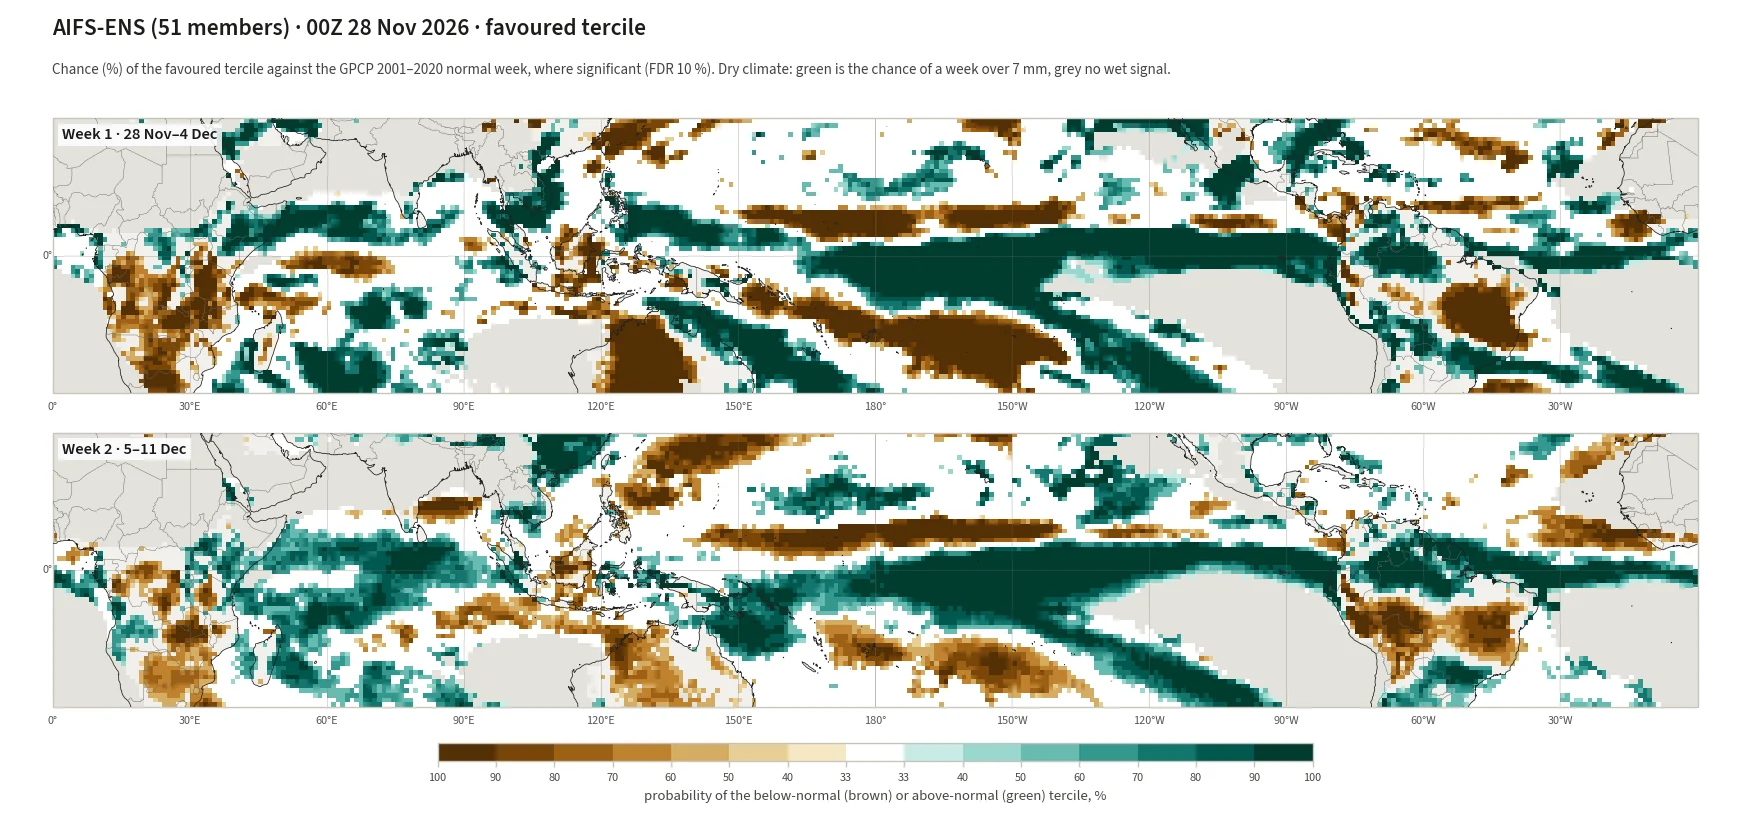 AIFS-ENS (51 members) · 00Z 28 Nov 2026 · favoured tercile
Chance (%) of the favoured tercile against the GPCP 2001–2020 normal week, where significant (FDR 10 %). Dry climate: green is the chance of a week over 7 mm, grey no wet signal.
Week 1 · 28 Nov–4 Dec
0°
0° 30°E 60°E 90°E 120°E 150°E 180° 150°W 120°W 90°W 60°W 30°W
Week 2 · 5–11 Dec
0°
0° 30°E 60°E 90°E 120°E 150°E 180° 150°W 120°W 90°W 60°W 30°W
100 90 80 70 60 50 40 33 33 40 50 60 70 80 90 100
probability of the below-normal (brown) or above-normal (green) tercile, %